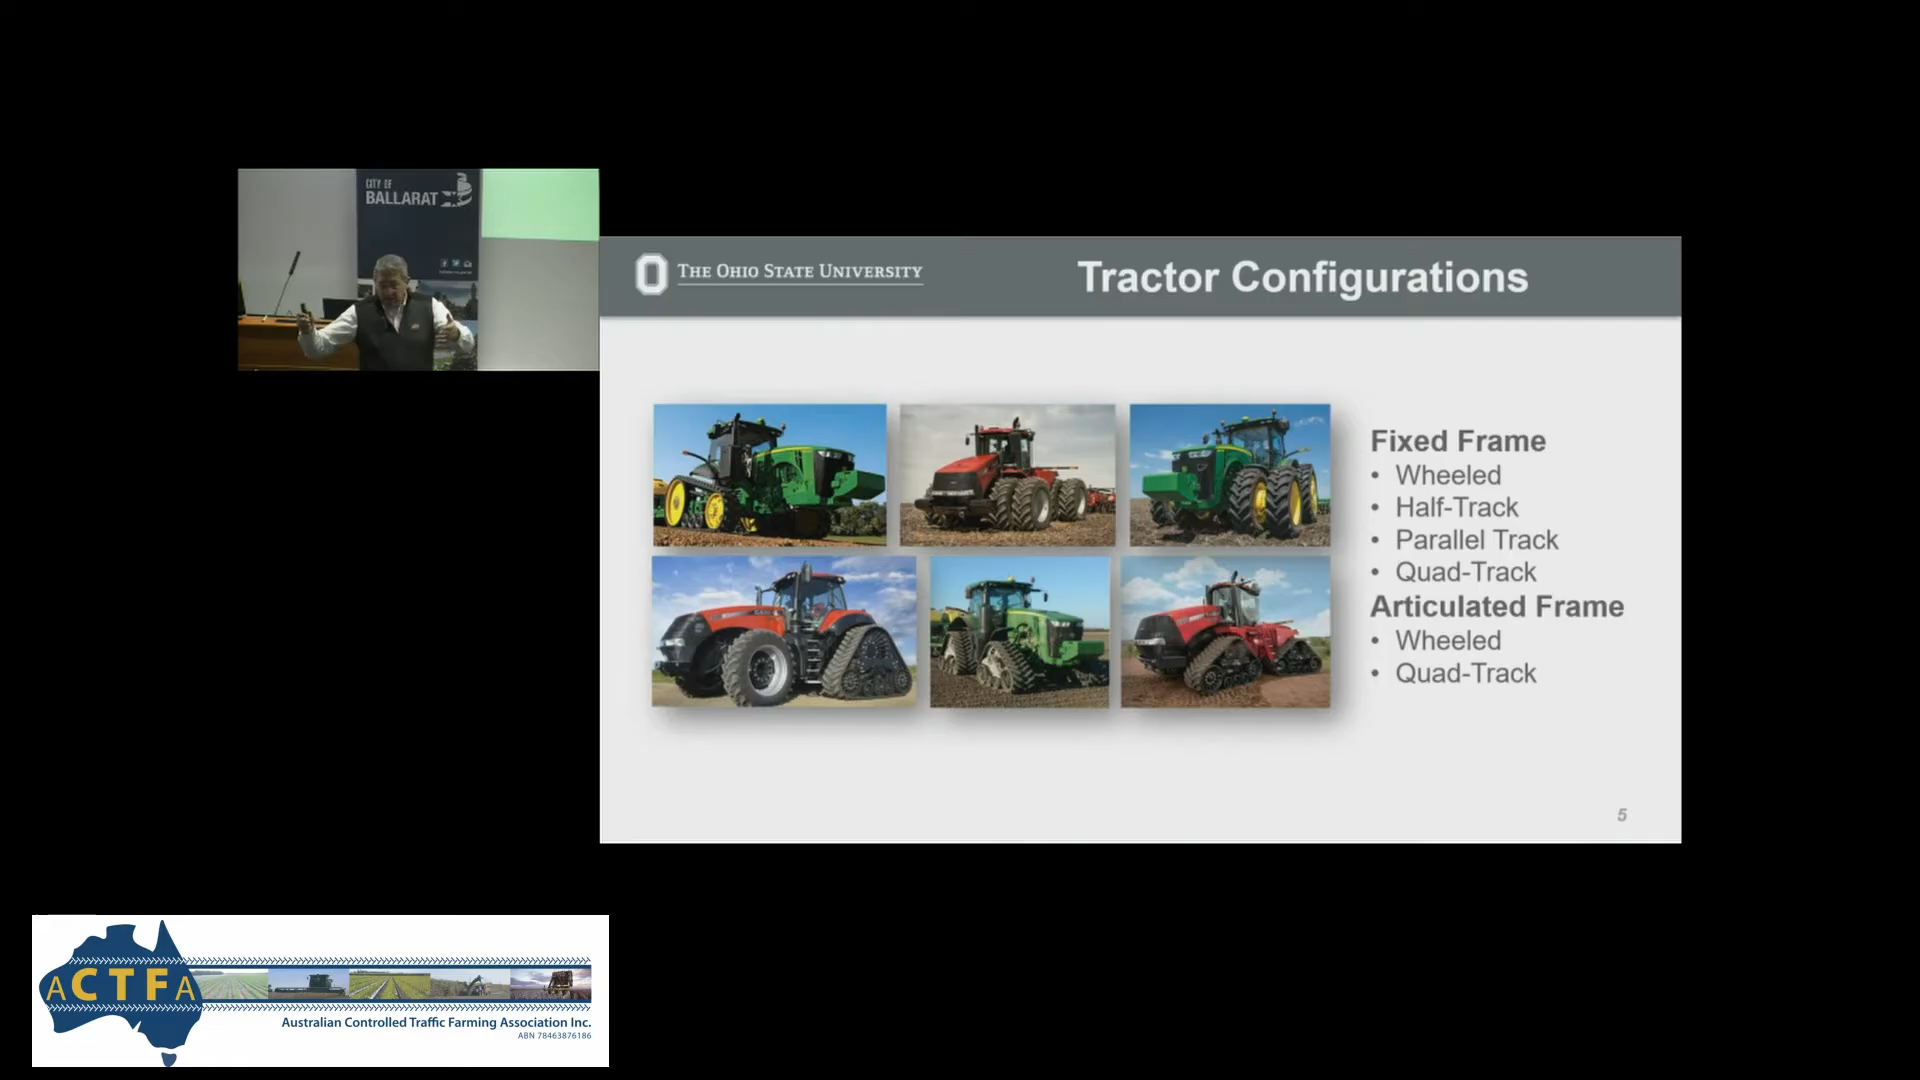 CITY OF
BALLARAT
THE OHIO STATE UNIVERSITY
Tractor Configurations
Fixed Frame
• Wheeled
• Half-Track
• Parallel Track
• Quad-Track
Articulated Frame
• Wheeled
• Quad-Track
5
ACTFA
Australian Controlled Traffic Farming Association Inc.
ABN 78463876186